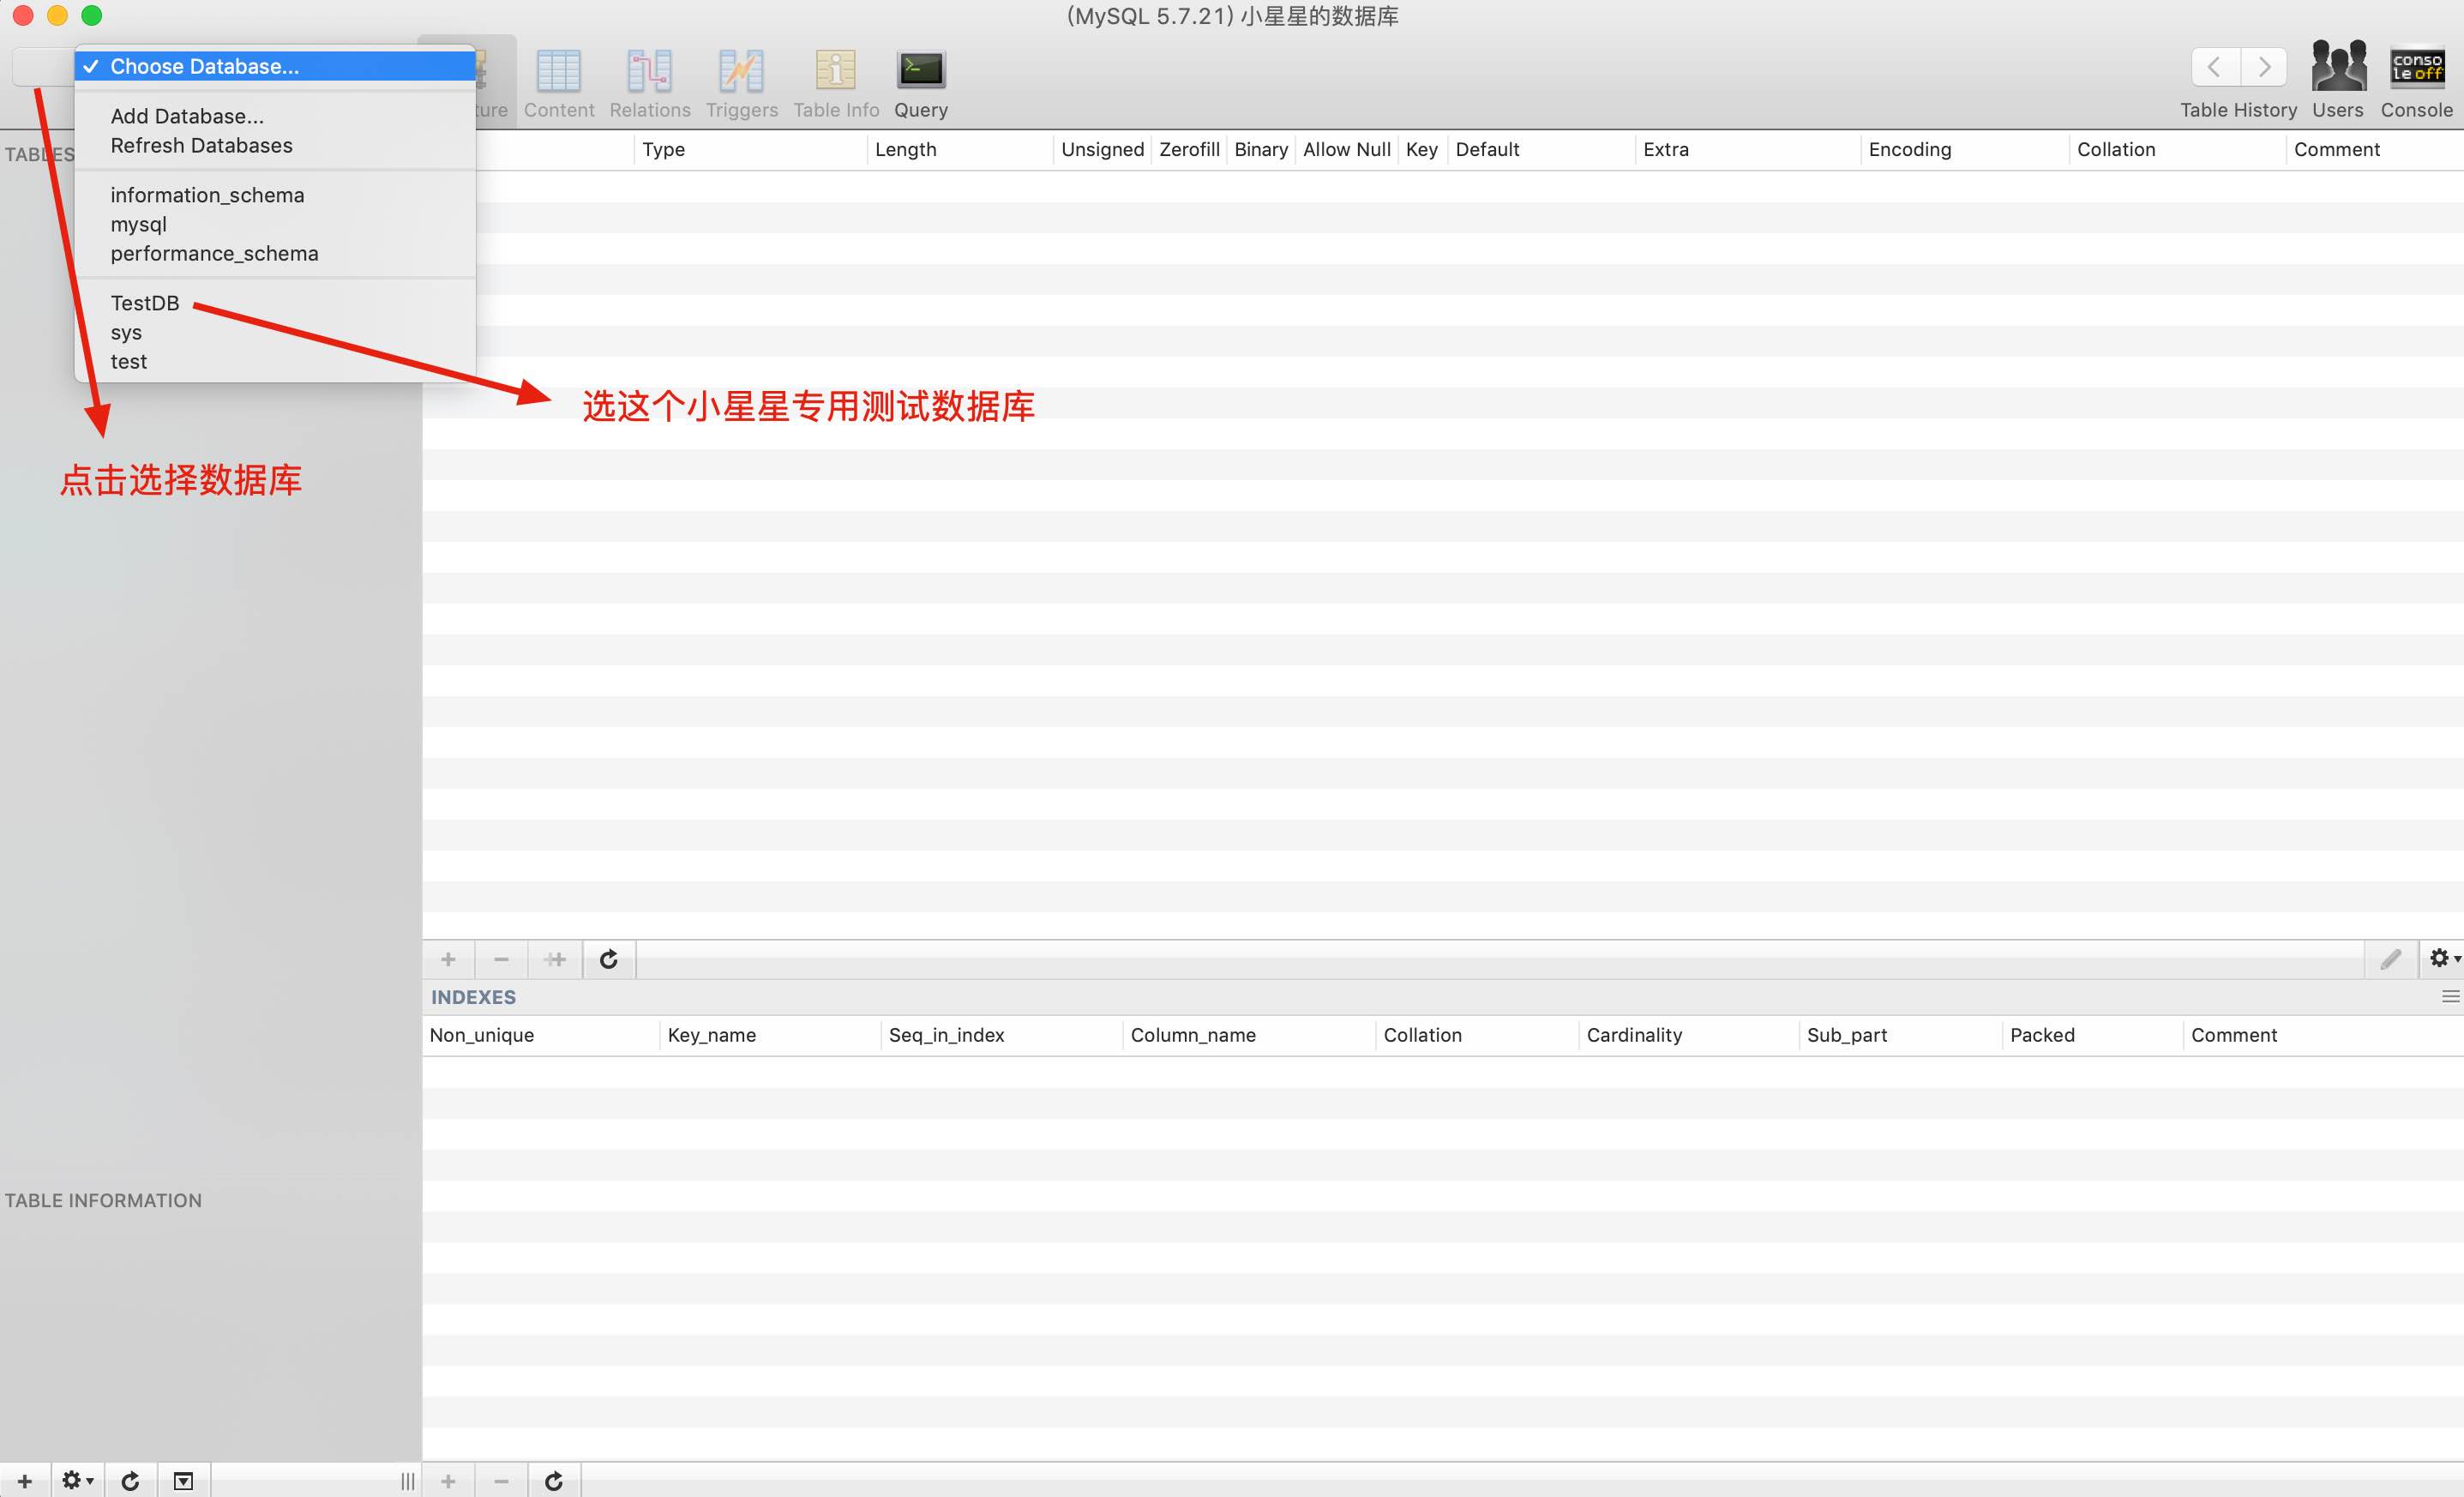 (MySQL 5.7.21) 小星星的数据库
Choose Database...
Add Database...
Refresh Databases
information_schema
mysql
performance_schema
TestDB
sys
test
ture
Content
Relations
Triggers
Table Info
Query
Table History
Users
conso
le off
Console
TABLES
Type
Length
Unsigned
Zerofill
Binary
Allow Null
Key
Default
Extra
Encoding
Collation
Comment
选这个小星星专用测试数据库
点击选择数据库
INDEXES
Non_unique
Key_name
Seq_in_index
Column_name
Collation
Cardinality
Sub_part
Packed
Comment
TABLE INFORMATION